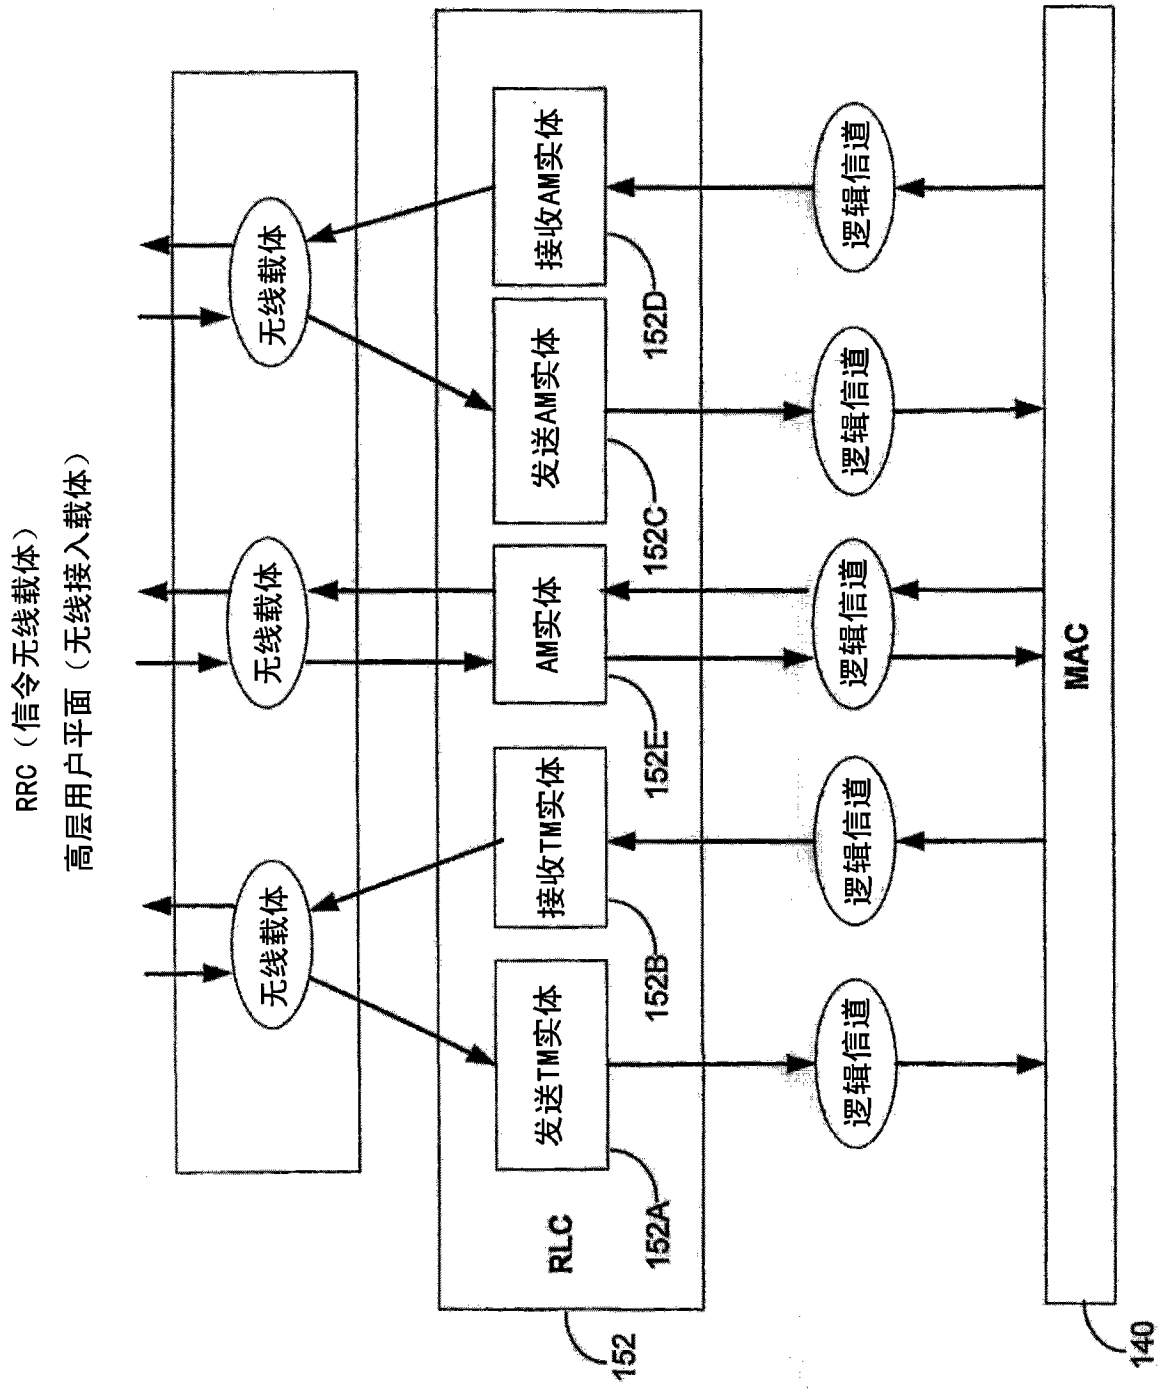 RRC（信令无线载体）
高层用户平面（无线接入载体）
无线载体
无线载体
无线载体
152
RLC
发送TM实体
接收TM实体
AM实体
发送AM实体
接收AM实体
152A
152B
152E
152C
152D
逻辑信道
逻辑信道
逻辑信道
逻辑信道
逻辑信道
140
MAC